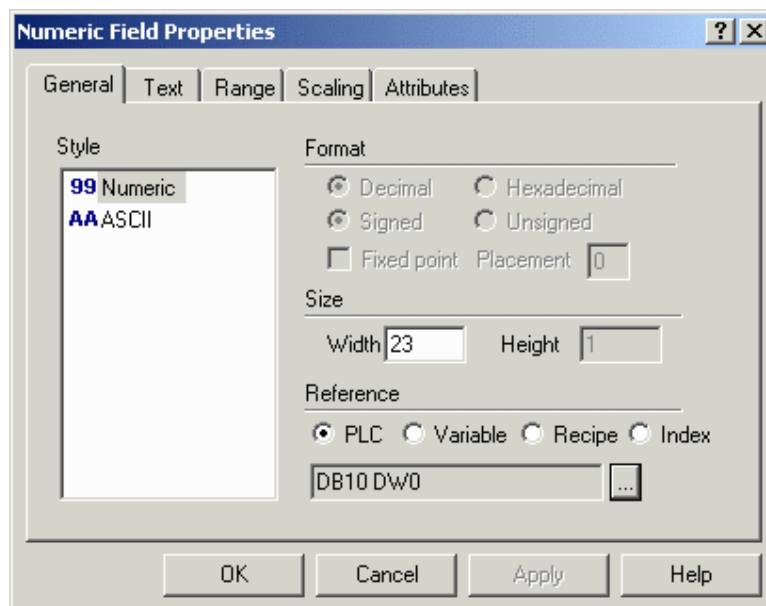 Numeric Field Properties
General Text Range Scaling Attributes
Style
99 Numeric
AA ASCII
Format
Decimal Hexadecimal
Signed Unsigned
Fixed point Placement 0
Size
Width 23 Height 1
Reference
PLC Variable Recipe Index
DB10 DW0 ...
OK Cancel Apply Help